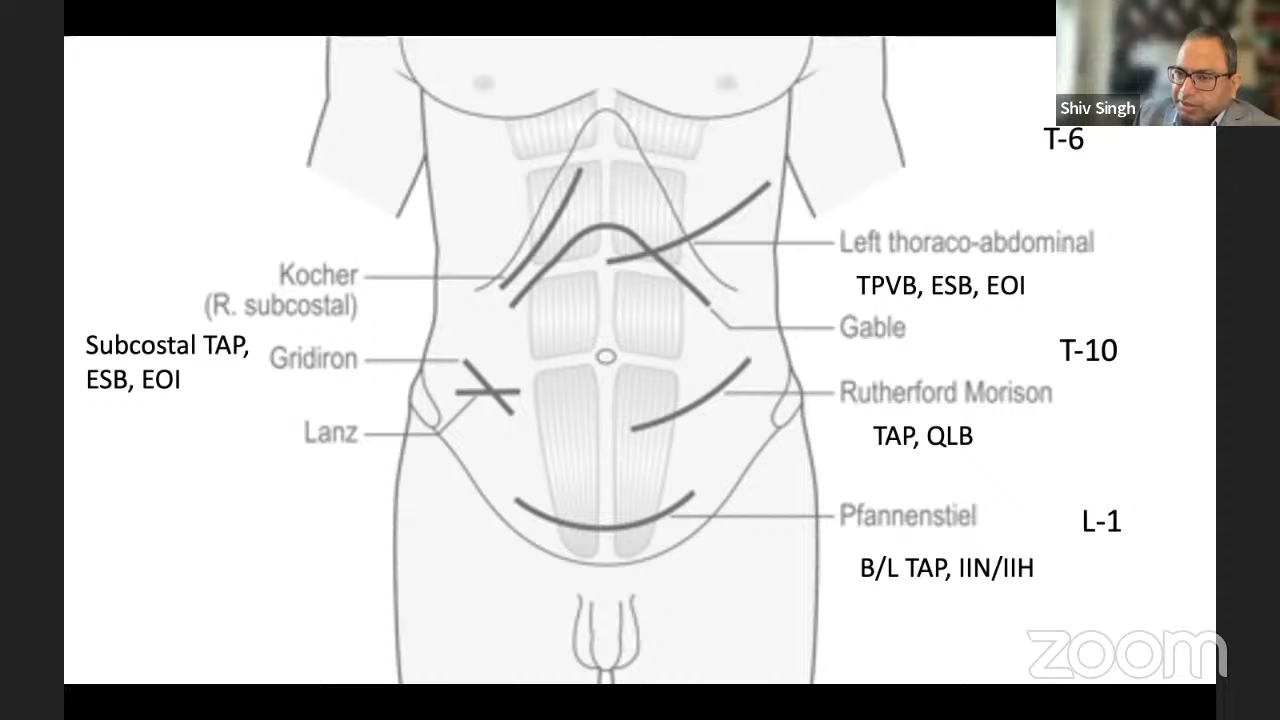 Shiv Singh
T-6
Left thoraco-abdominal
Kocher
(R. subcostal)
TPVB, ESB, EOI
Gable
Subcostal TAP,
ESB, EOI
Gridiron
T-10
Rutherford Morison
Lanz
TAP, QLB
Pfannenstiel
L-1
B/L TAP, IIN/IIH
zoom